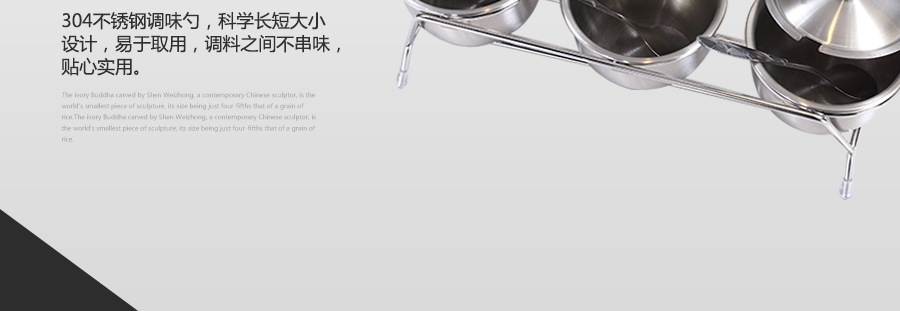 304不锈钢调味勺，科学长短大小
设计，易于取用，调料之间不串味，
贴心实用。
The Ivory Buddha carved by Shen Weizhong, a contemporary Chinese sculptor, is the
world's smallest piece of sculpture, its size being just four-fifths that of a grain of
rice.The Ivory Buddha carved by Shen Weizhong, a contemporary Chinese sculptor, is
the world's smallest piece of sculpture, its size being just four-fifths that of a grain of
rice.